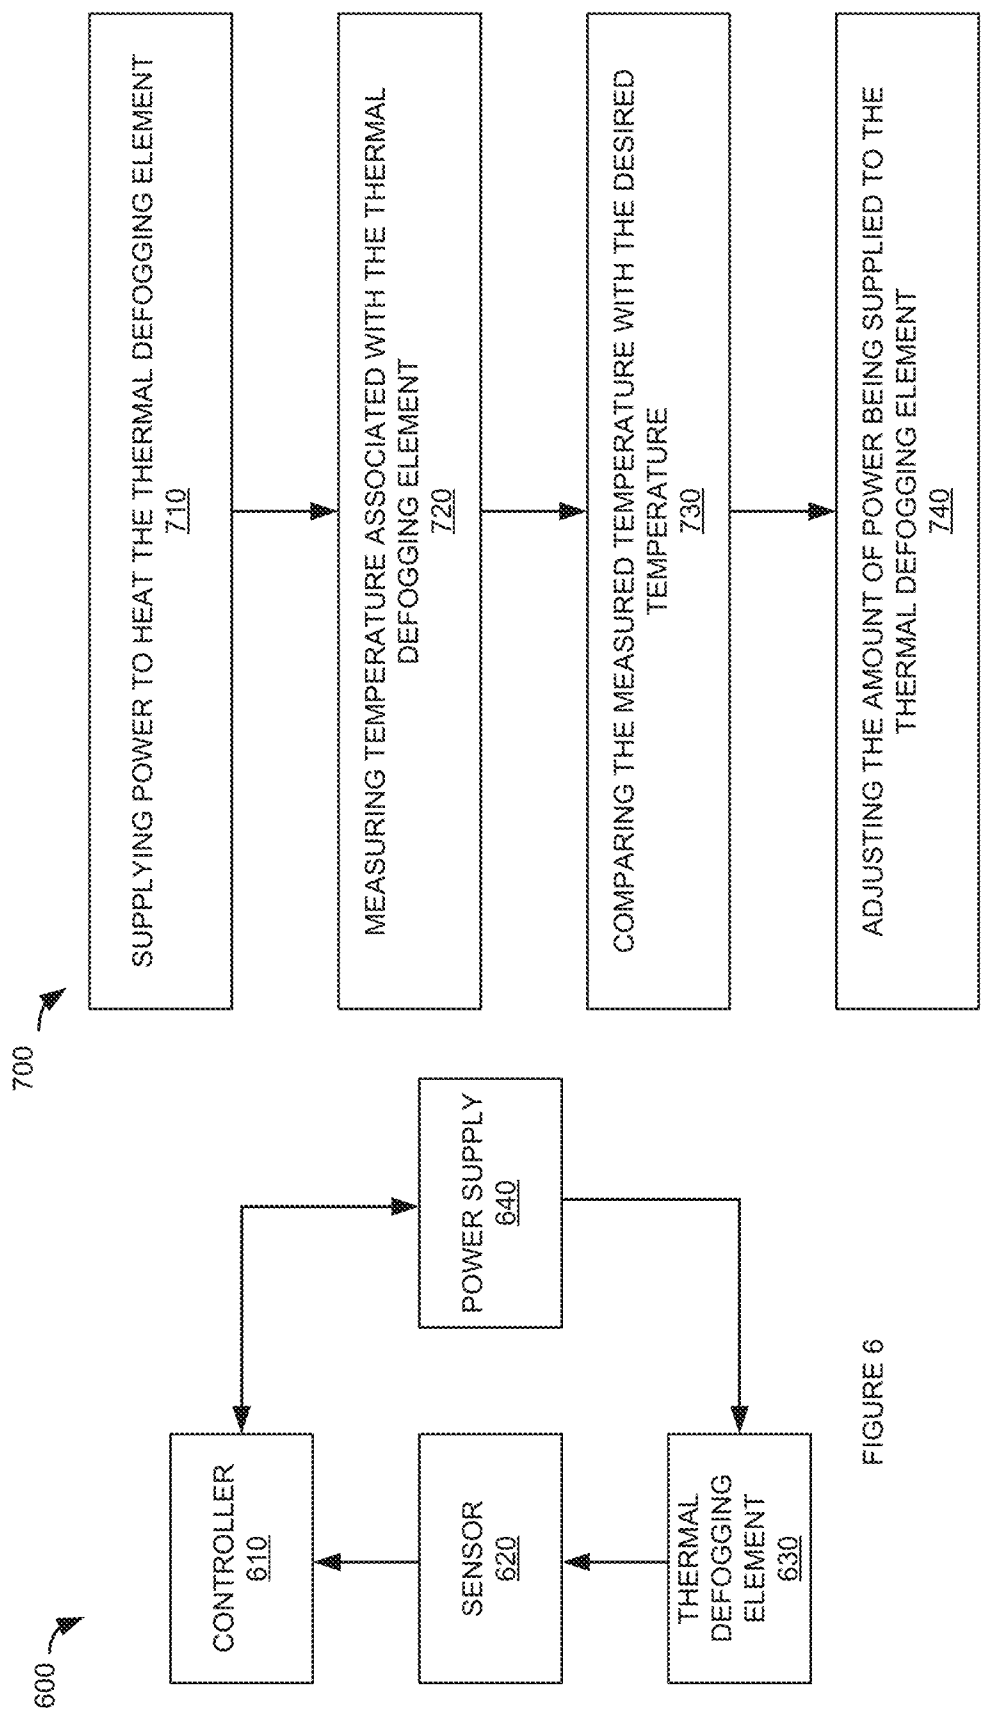 600
CONTROLLER
610
SENSOR
620
THERMAL
DEFOGGING
ELEMENT
630
POWER SUPPLY
640
FIGURE 6
700
SUPPLYING POWER TO HEAT THE THERMAL DEFOGGING ELEMENT
710
MEASURING TEMPERATURE ASSOCIATED WITH THE THERMAL
DEFOGGING ELEMENT
720
COMPARING THE MEASURED TEMPERATURE WITH THE DESIRED
TEMPERATURE
730
ADJUSTING THE AMOUNT OF POWER BEING SUPPLIED TO THE
THERMAL DEFOGGING ELEMENT
740